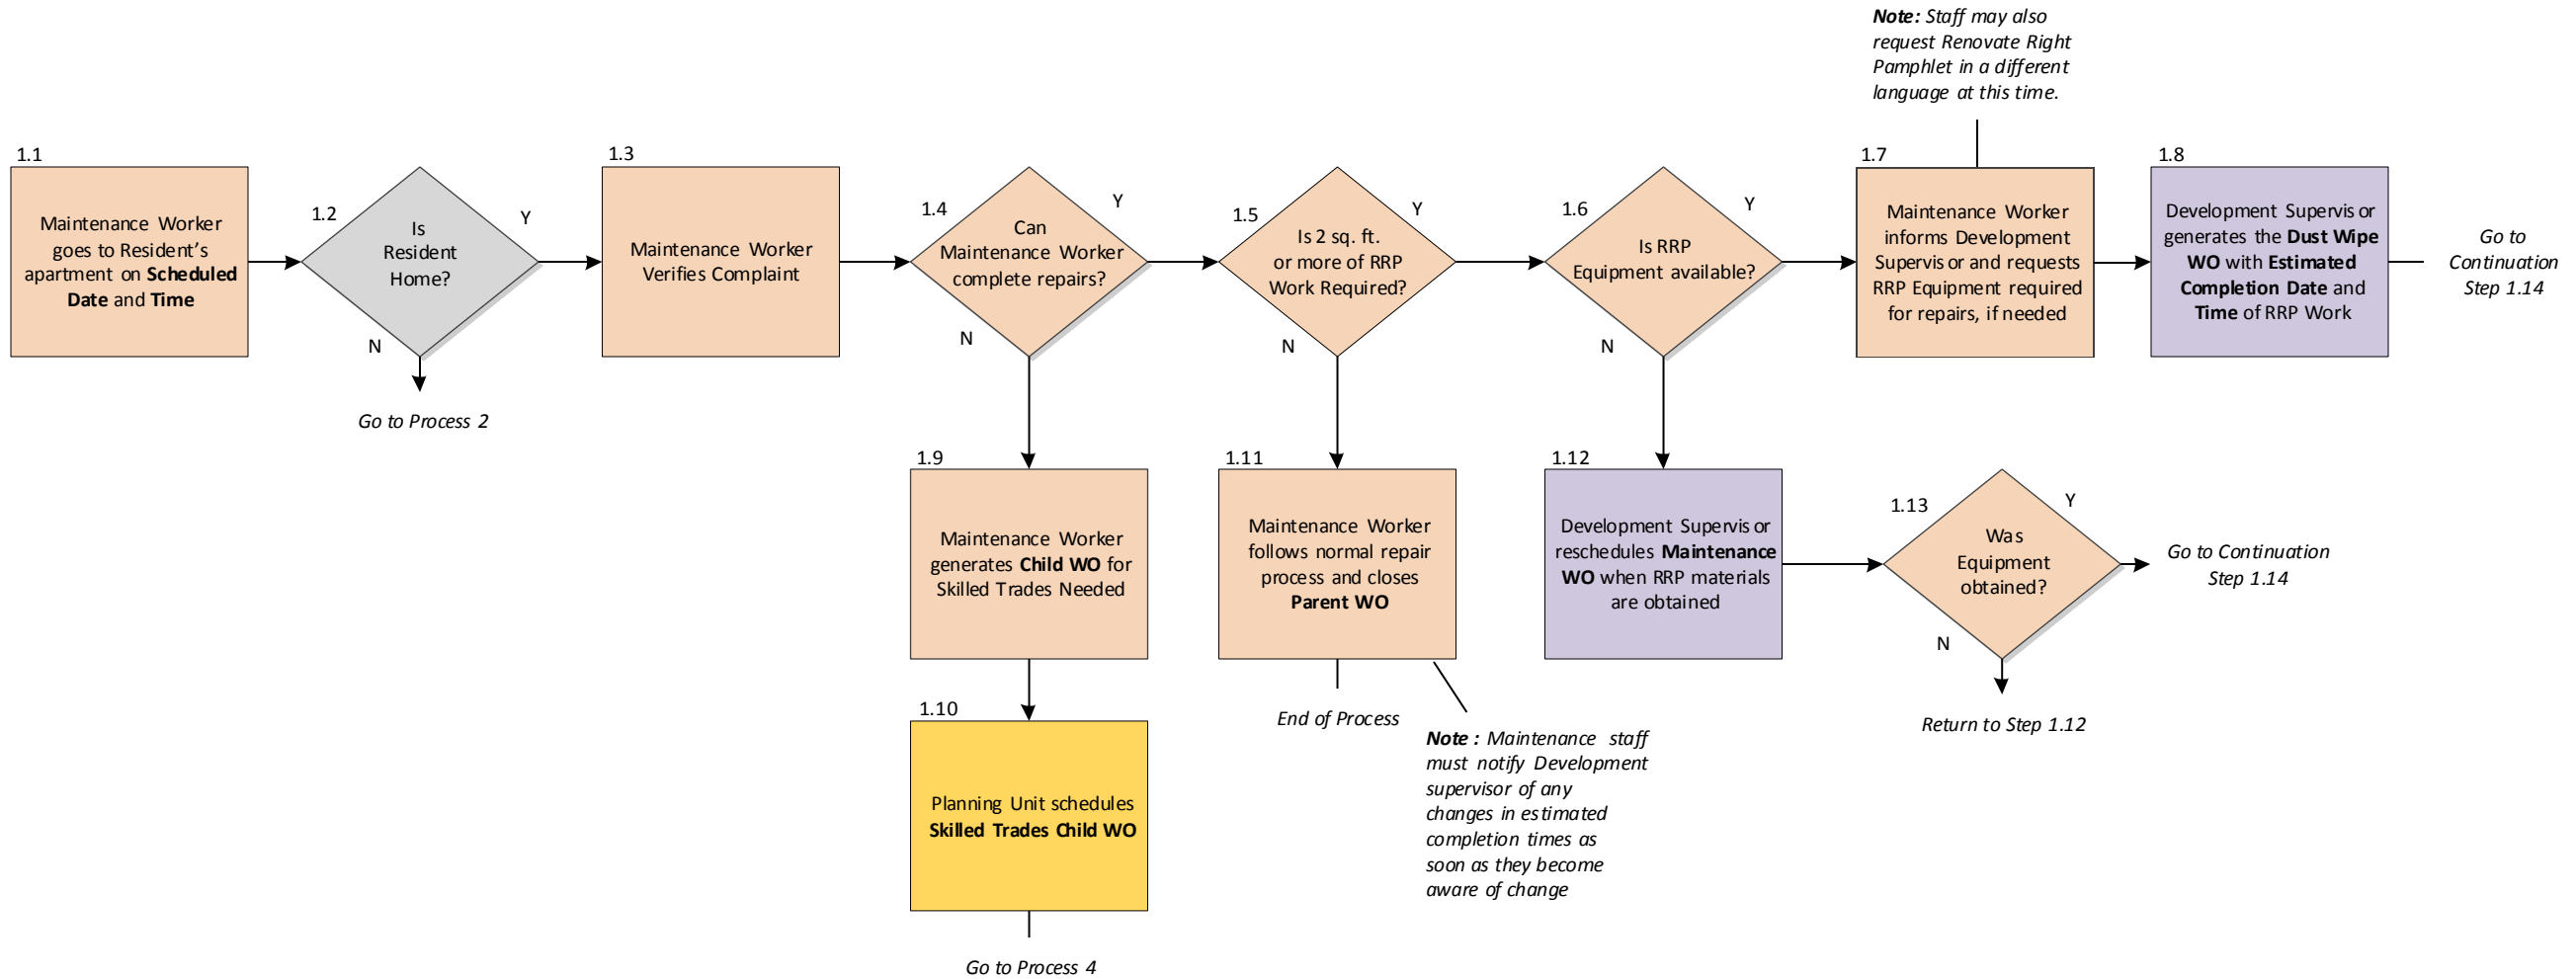 Note: Staff may also
request Renovate Right
Pamphlet in a different
language at this time.
1.1
Maintenance Worker
goes to Resident's
apartment on Scheduled
Date and Time
1.2
Is
Resident
Home?
Y
N
Go to Process 2
1.3
Maintenance Worker
Verifies Complaint
1.4
Can
Maintenance Worker
complete repairs?
Y
N
1.5
Is 2 sq. ft.
or more of RRP
Work Required?
Y
N
1.6
Is RRP
Equipment available?
Y
N
1.7
Maintenance Worker
informs Development
Supervisor and requests
RRP Equipment required
for repairs, if needed
1.8
Development Supervisor
generates the Dust Wipe
WO with Estimated
Completion Date and
Time of RRP Work
Go to
Continuation
Step 1.14
1.9
Maintenance Worker
generates Child WO for
Skilled Trades Needed
1.10
Planning Unit schedules
Skilled Trades Child WO
Go to Process 4
1.11
Maintenance Worker
follows normal repair
process and closes
Parent WO
End of Process
Note : Maintenance staff
must notify Development
supervisor of any
changes in estimated
completion times as
soon as they become
aware of change
1.12
Development Supervisor
reschedules Maintenance
WO when RRP materials
are obtained
1.13
Was
Equipment
obtained?
Y
N
Go to Continuation
Step 1.14
Return to Step 1.12